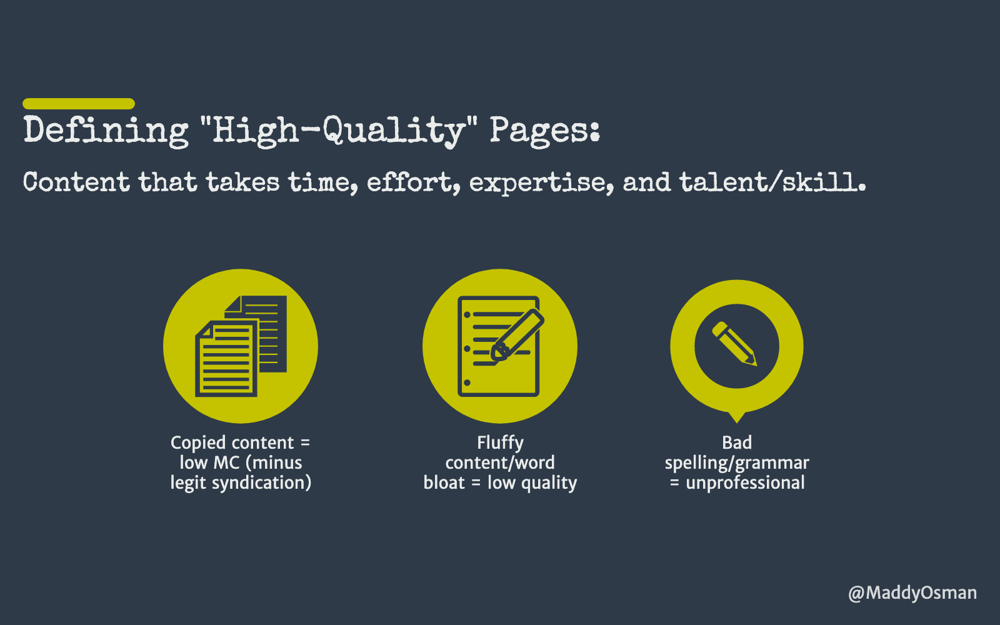 Defining "High-Quality" Pages:
Content that takes time, effort, expertise, and talent/skill.
Copied content =
low MC (minus
legit syndication)
Fluffy
content/word
bloat = low quality
Bad
spelling/grammar
= unprofessional
@MaddyOsman